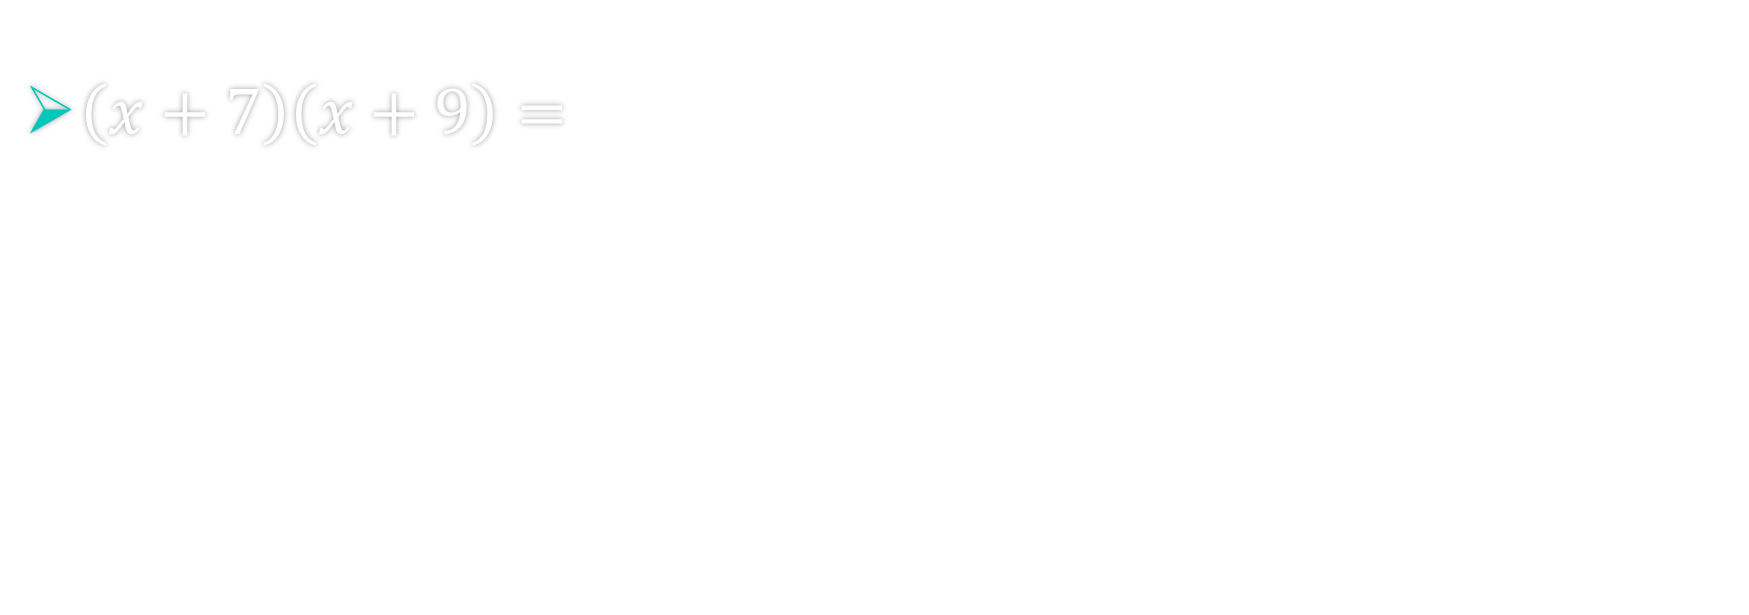 ➢ (x + 7)(x + 9) =